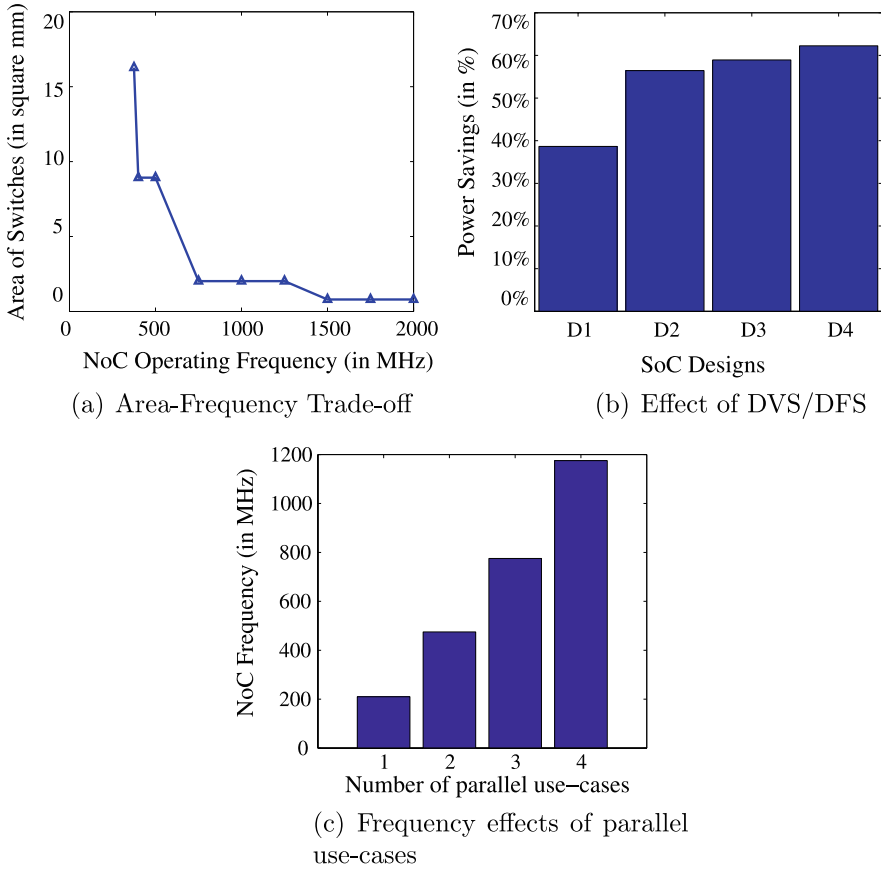 20
15
10
5
0
Area of Switches (in square mm)
0 500 1000 1500 2000
NoC Operating Frequency (in MHz)
(a) Area-Frequency Trade-off
70%
60%
50%
40%
30%
20%
10%
0%
Power Savings (in %)
D1 D2 D3 D4
SoC Designs
(b) Effect of DVS/DFS
1200
1000
800
600
400
200
0
NoC Frequency (in MHz)
1 2 3 4
Number of parallel use-cases
(c) Frequency effects of parallel
use-cases